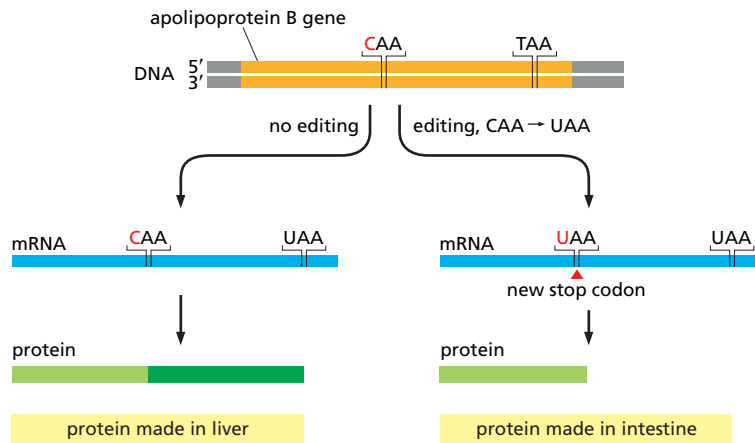 apolipoprotein B gene
CAA
TAA
DNA
5′
3′
no editing
editing, CAA → UAA
mRNA
CAA
UAA
mRNA
UAA
UAA
new stop codon
protein
protein
protein made in liver
protein made in intestine